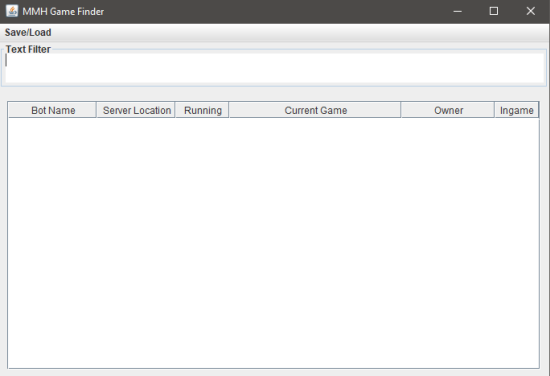 MMH Game Finder
Save/Load
Text Filter
Bot Name Server Location Running Current Game Owner Ingame